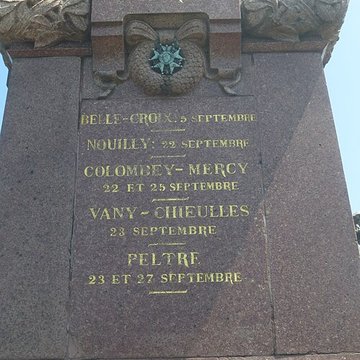 BELLE-CROIX: 5 SEPTEMBRE
NOUILLY: 22 SEPTEMBRE
COLOMBEY-MERCY
22 ET 25 SEPTEMBRE
VANY-CHIEULLES
23 SEPTEMBRE
PELTRE
23 ET 27 SEPTEMBRE